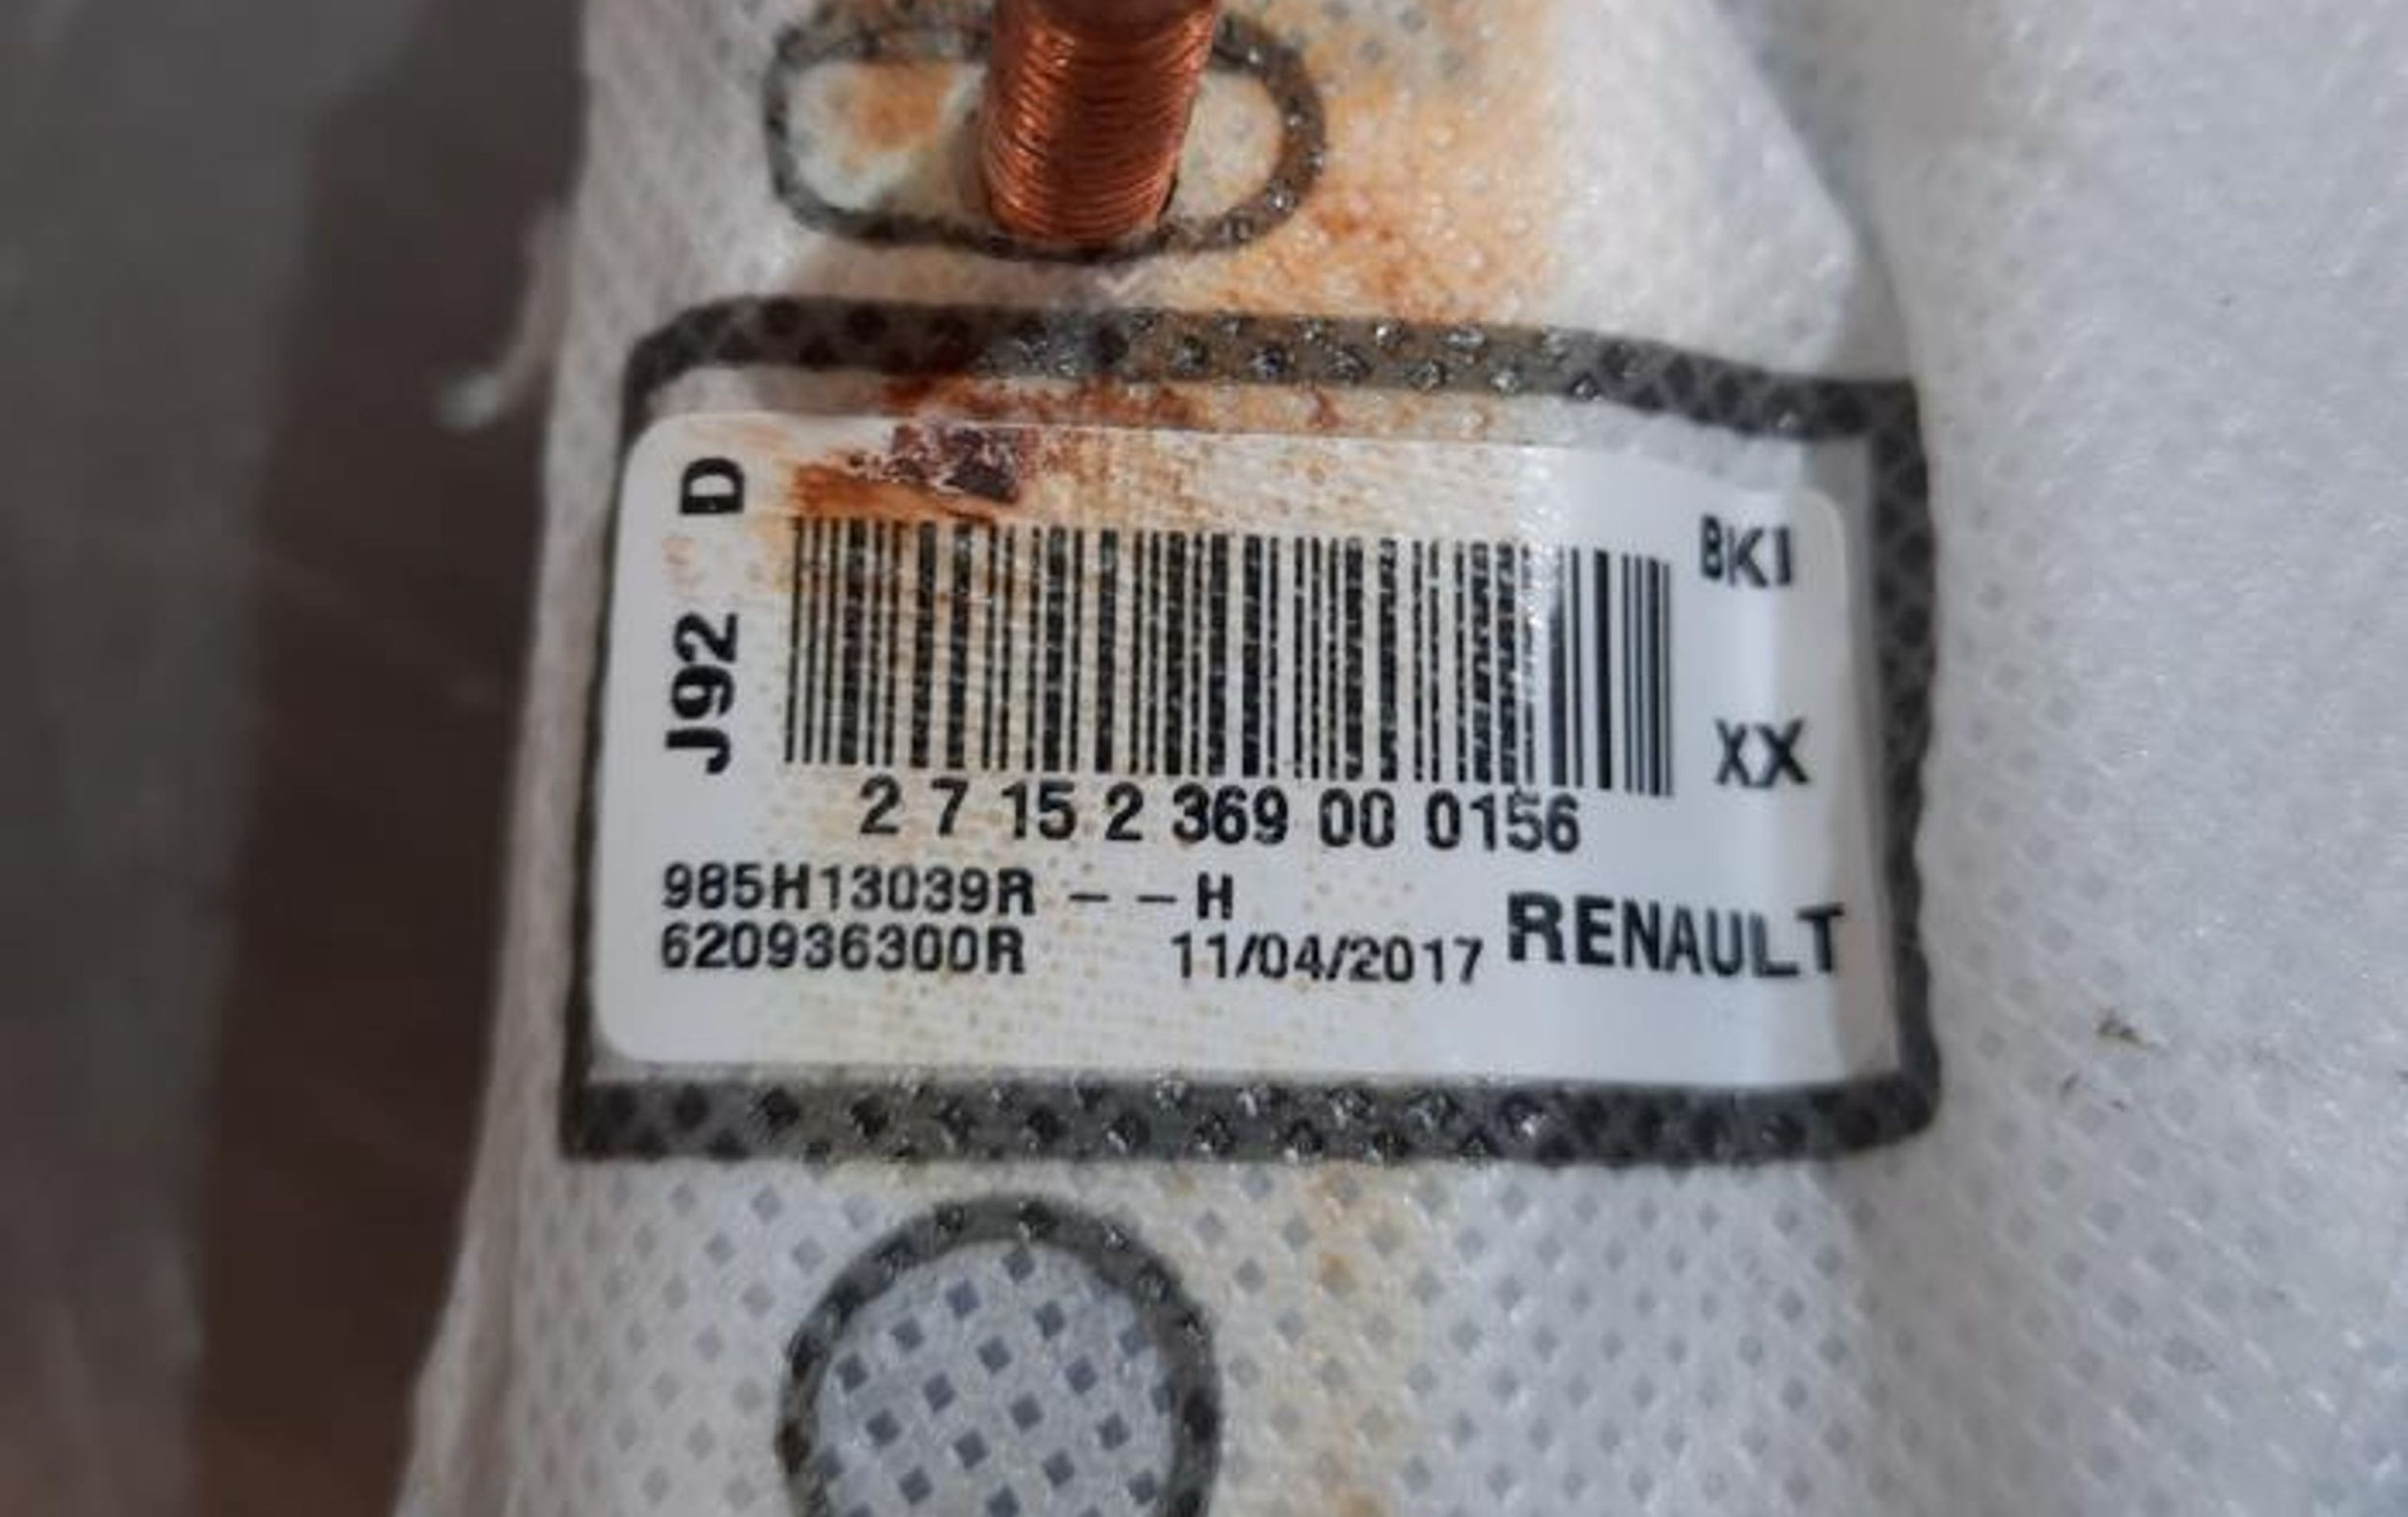 J92 D
BKI
XX
2 7 15 2 369 00 0156
985H13039R – – H
620936300R 11/04/2017 RENAULT